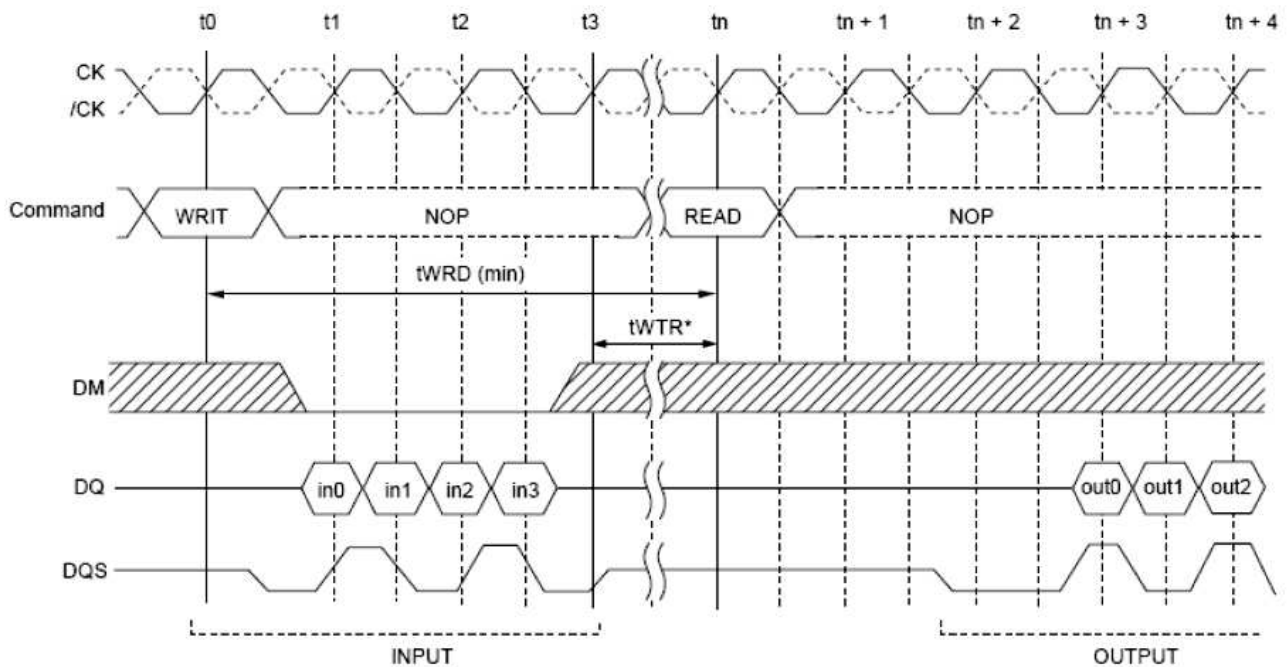 t0 t1 t2 t3 tn tn + 1 tn + 2 tn + 3 tn + 4
CK
/CK
Command WRIT NOP READ NOP
tWRD (min)
tWTR*
DM
DQ in0 in1 in2 in3 out0 out1 out2
DQS
INPUT OUTPUT